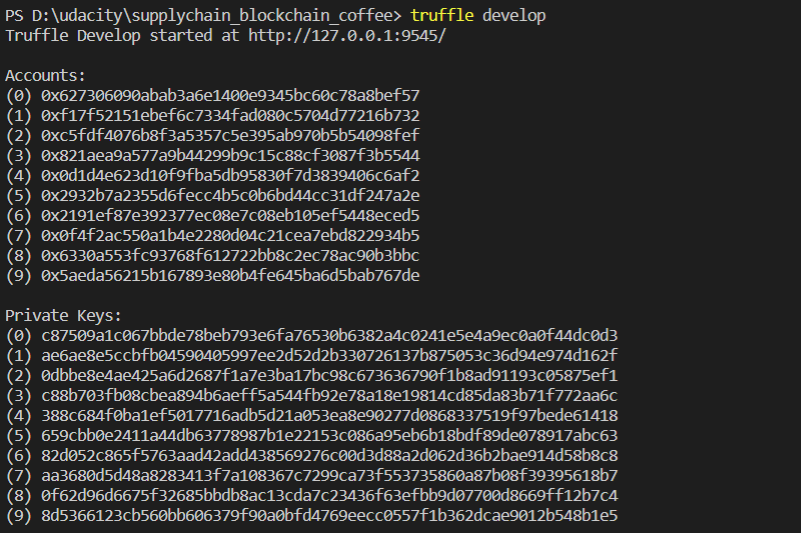 PS D:\udacity\supplychain_blockchain_coffee> truffle develop
Truffle Develop started at http://127.0.0.1:9545/
Accounts:
(0) 0x627306090abab3a6e1400e9345bc60c78a8bef57
(1) 0xf17f52151ebef6c7334fad080c5704d77216b732
(2) 0xc5fdf4076b8f3a5357c5e395ab970b5b54098fef
(3) 0x821aea9a577a9b44299b9c15c88cf3087f3b5544
(4) 0x0d1d4e623d10f9fba5db95830f7d3839406c6af2
(5) 0x2932b7a2355d6fecc4b5c0b6bd44cc31df247a2e
(6) 0x2191ef87e392377ec08e7c08eb105ef5448eced5
(7) 0x0f4f2ac550a1b4e2280d04c21cea7ebd822934b5
(8) 0x6330a553fc93768f612722bb8c2ec78ac90b3bbc
(9) 0x5aeda56215b167893e80b4fe645ba6d5bab767de
Private Keys:
(0) c87509a1c067bbde78beb793e6fa76530b6382a4c0241e5e4a9ec0a0f44dc0d3
(1) ae6ae8e5ccbfb04590405997ee2d52d2b330726137b875053c36d94e974d162f
(2) 0dbbe8e4ae425a6d2687f1a7e3ba17bc98c673636790f1b8ad91193c05875ef1
(3) c88b703fb08cbea894b6aeff5a544fb92e78a18e19814cd85da83b71f772aa6c
(4) 388c684f0ba1ef5017716adb5d21a053ea8e90277d0868337519f97bede61418
(5) 659cbb0e2411a44db63778987b1e22153c086a95eb6b18bdf89de078917abc63
(6) 82d052c865f5763aad42add438569276c00d3d88a2d062d36b2bae914d58b8c8
(7) aa3680d5d48a8283413f7a108367c7299ca73f553735860a87b08f39395618b7
(8) 0f62d96d6675f32685bbdb8ac13cda7c23436f63efbb9d07700d8669ff12b7c4
(9) 8d5366123cb560bb606379f90a0bfd4769eecc0557f1b362dcae9012b548b1e5